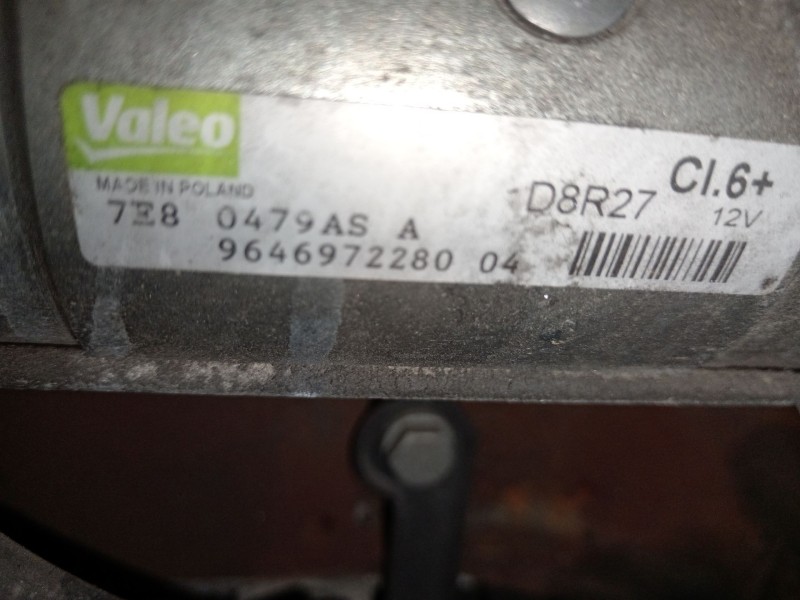 Valeo
MADE IN POLAND
7E8 0479AS A
9646972280 04
D8R27
Cl.6+
12V